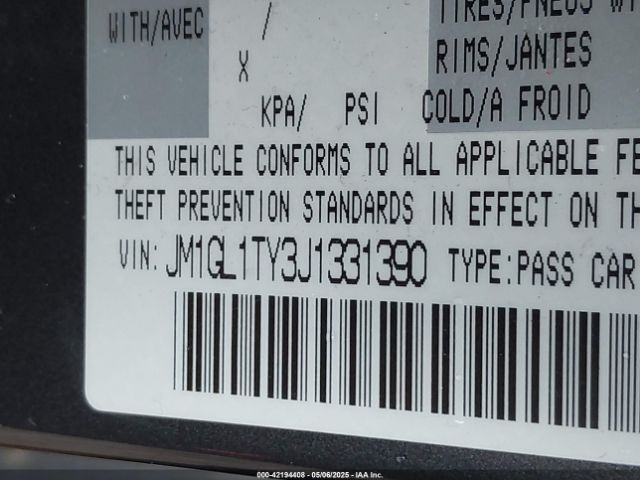 TIRES/PNEUS
WITH/AVEC /
RIMS/JANTES
X
KPA/ PSI COLD/A FROID
THIS VEHICLE CONFORMS TO ALL APPLICABLE FE
THEFT PREVENTION STANDARDS IN EFFECT ON TH
VIN: JM1GL1TY3J1331390 TYPE:PASS CAR
000-42194408 - 05/06/2025 - IAA Inc.